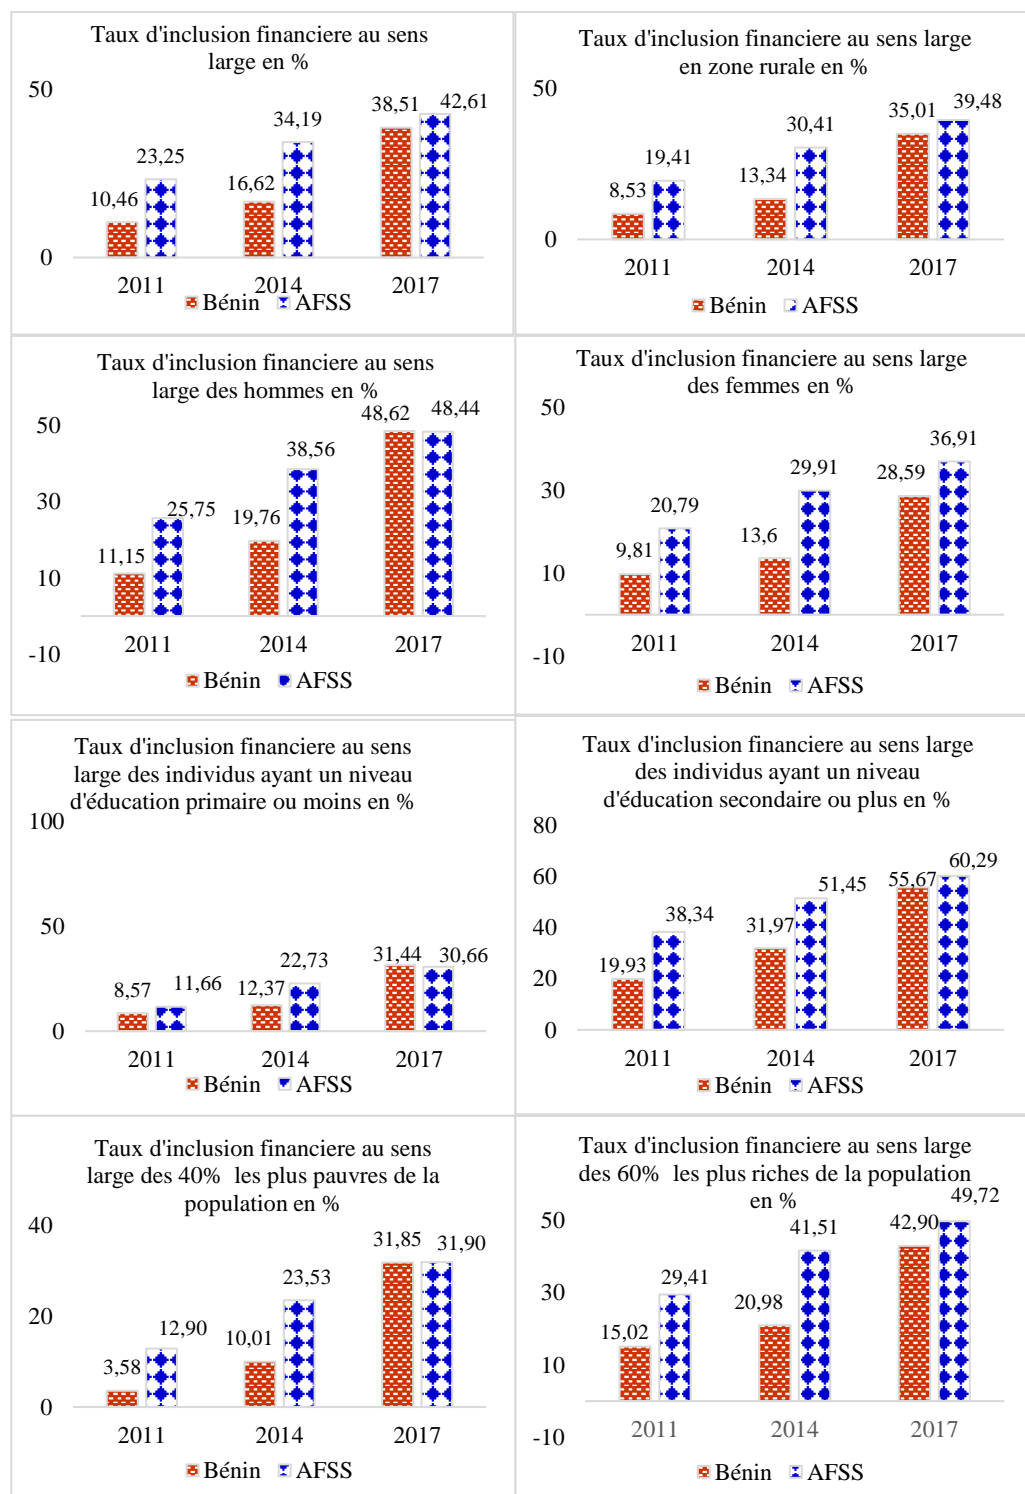 Taux d'inclusion financiere au sens
large en %
50
38,51 42,61
34,19
23,25
16,62
10,46
0
2011 2014 2017
Bénin AFSS
Taux d'inclusion financiere au sens large
en zone rurale en %
50
35,01 39,48
30,41
19,41
13,34
8,53
0
2011 2014 2017
Bénin AFSS
Taux d'inclusion financiere au sens
large des hommes en %
48,62 48,44
50
38,56
30
25,75
19,76
11,15
10
2011 2014 2017
-10
Bénin AFSS
Taux d'inclusion financiere au sens large
des femmes en %
50
36,91
29,91
30
28,59
20,79
13,6
9,81
10
2011 2014 2017
-10
Bénin AFSS
Taux d'inclusion financiere au sens
large des individus ayant un niveau
d'éducation primaire ou moins en %
100
50
31,44 30,66
22,73
8,57 11,66 12,37
0
2011 2014 2017
Bénin AFSS
Taux d'inclusion financiere au sens large
des individus ayant un niveau
d'éducation secondaire ou plus en %
80
60
55,67 60,29
51,45
40
38,34
31,97
20
19,93
0
2011 2014 2017
Bénin AFSS
Taux d'inclusion financiere au sens
large des 40% les plus pauvres de la
population en %
40
31,85 31,90
23,53
20
12,90
10,01
3,58
0
2011 2014 2017
Bénin AFSS
Taux d'inclusion financiere au sens large
des 60% les plus riches de la population
en %
49,72
50
42,90
41,51
30
29,41
20,98
15,02
10
2011 2014 2017
-10
Bénin AFSS